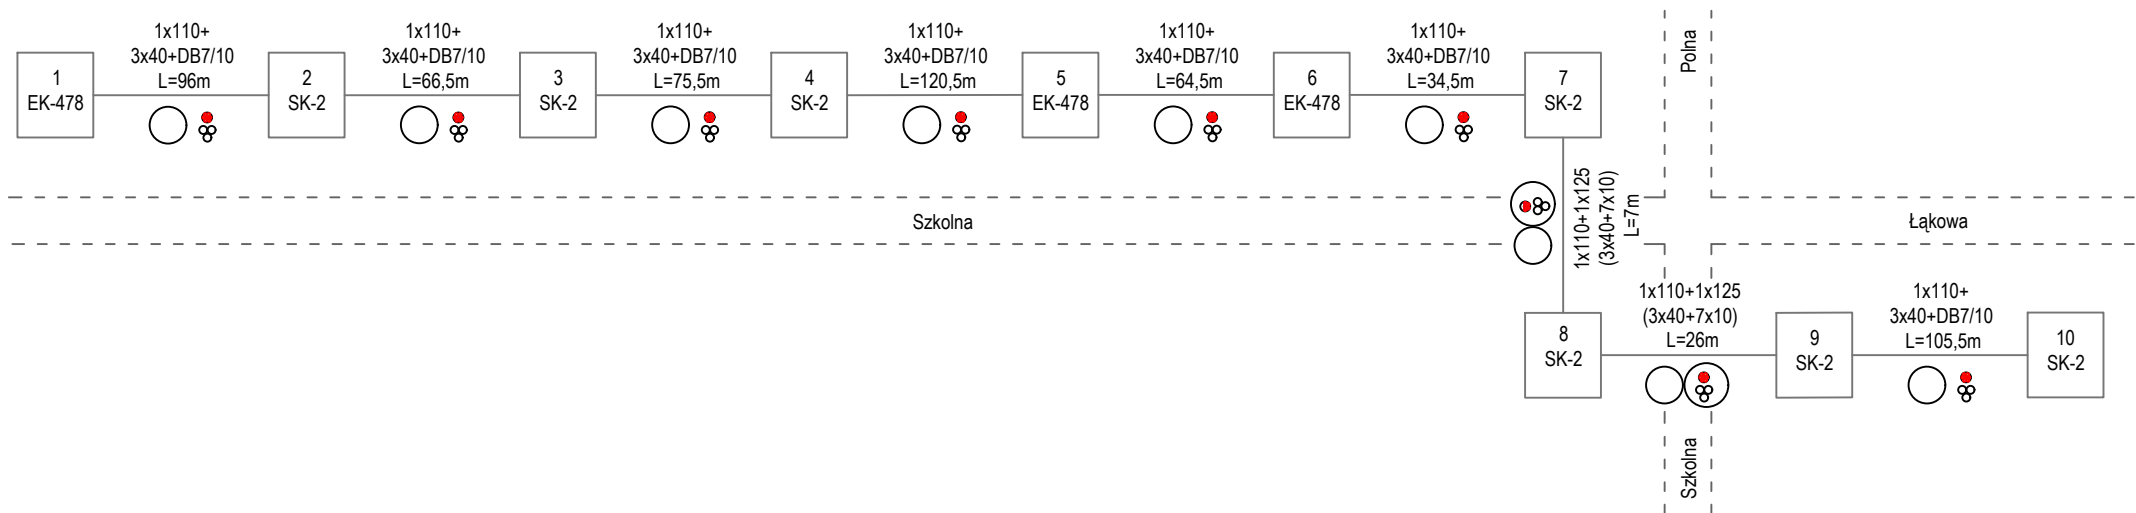 1
EK-478
1x110+
3x40+DB7/10
L=96m
2
SK-2
1x110+
3x40+DB7/10
L=66,5m
3
SK-2
1x110+
3x40+DB7/10
L=75,5m
4
SK-2
1x110+
3x40+DB7/10
L=120,5m
5
EK-478
1x110+
3x40+DB7/10
L=64,5m
6
EK-478
1x110+
3x40+DB7/10
L=34,5m
7
SK-2
Polna
Szkolna
1x110+1x125
(3x40+7x10)
L=7m
Łąkowa
8
SK-2
1x110+1x125
(3x40+7x10)
L=26m
9
SK-2
1x110+
3x40+DB7/10
L=105,5m
10
SK-2
Szkolna